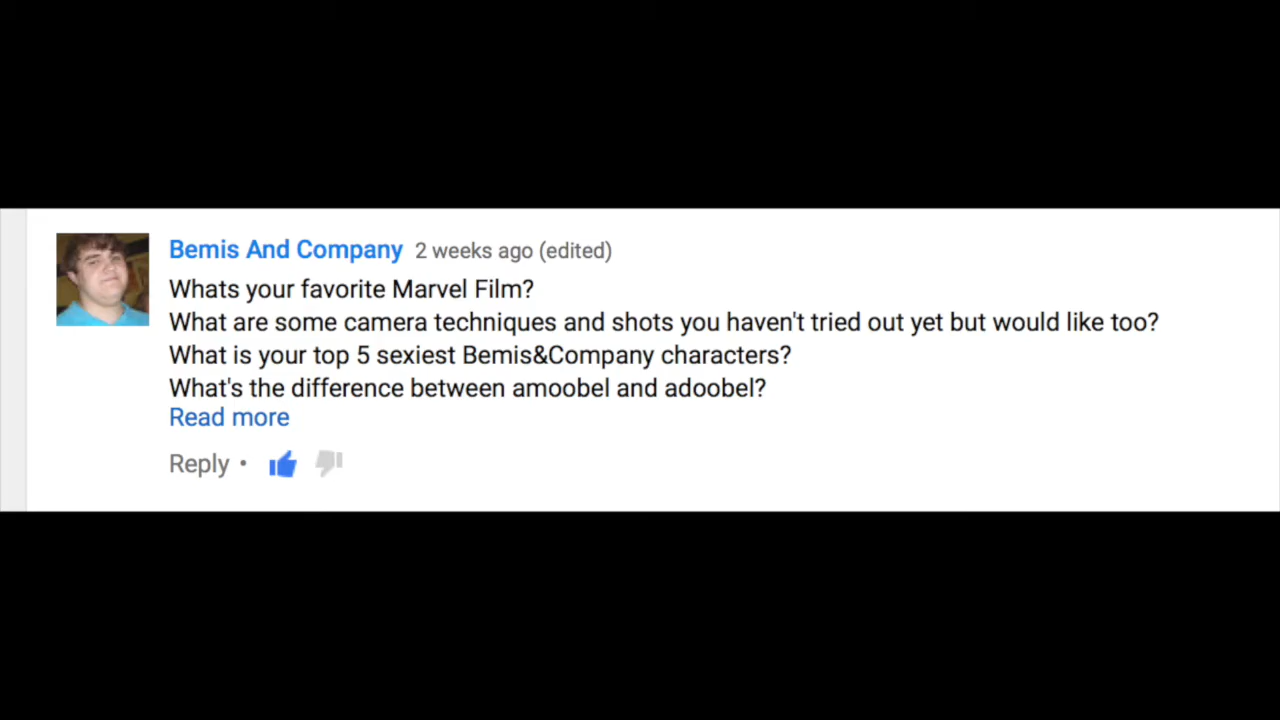 Bemis And Company 2 weeks ago (edited)
Whats your favorite Marvel Film?
What are some camera techniques and shots you haven't tried out yet but would like too?
What is your top 5 sexiest Bemis&Company characters?
What's the difference between amoobel and adoobel?
Read more
Reply •